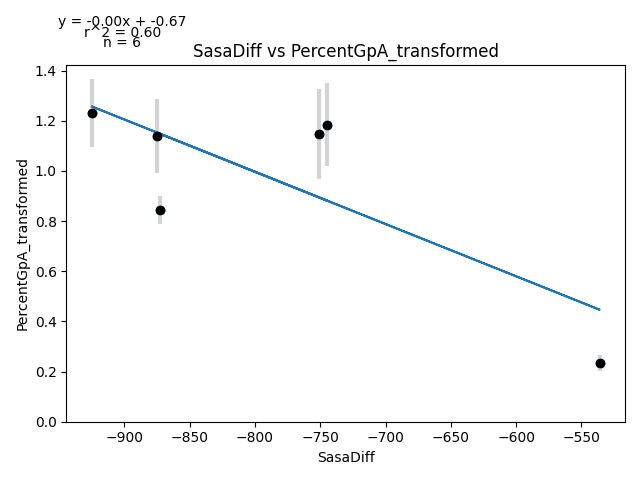 y = -0.00x + -0.67
r^2 = 0.60
n = 6
SasaDiff vs PercentGpA_transformed
1.4
1.2
1.0
0.8
0.6
0.4
0.2
0.0
PercentGpA_transformed
−900
−850
−800
−750
−700
−650
−600
−550
SasaDiff